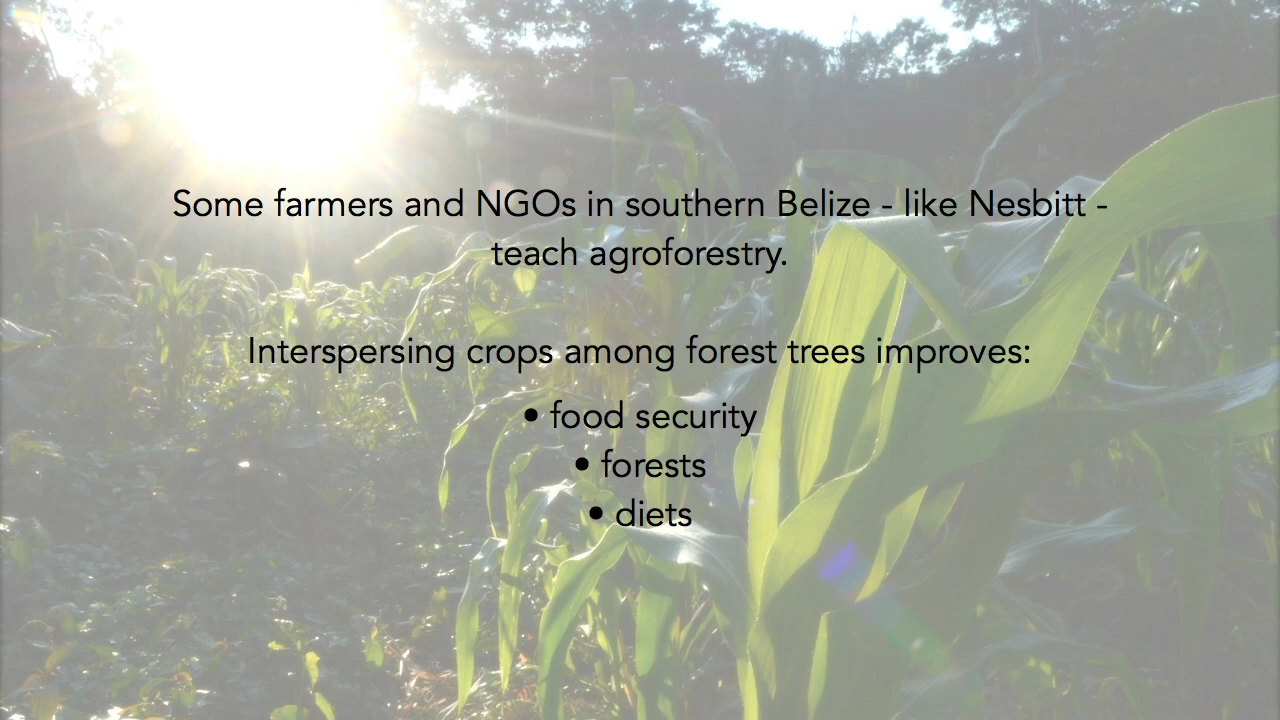 Some farmers and NGOs in southern Belize - like Nesbitt -
teach agroforestry.
Interspersing crops among forest trees improves:
• food security
• forests
• diets